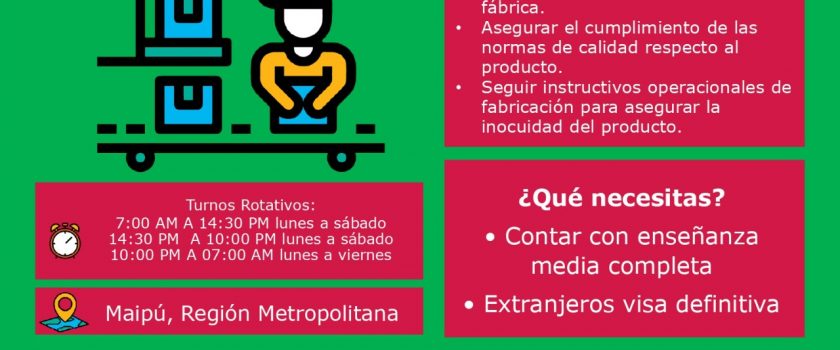 fábrica.
• Asegurar el cumplimiento de las
normas de calidad respecto al
producto.
• Seguir instructivos operacionales de
fabricación para asegurar la
inocuidad del producto.
Turnos Rotativos:
7:00 AM A 14:30 PM lunes a sábado
14:30 PM A 10:00 PM lunes a sábado
10:00 PM A 07:00 AM lunes a viernes
Maipú, Región Metropolitana
¿Qué necesitas?
• Contar con enseñanza
media completa
• Extranjeros visa definitiva